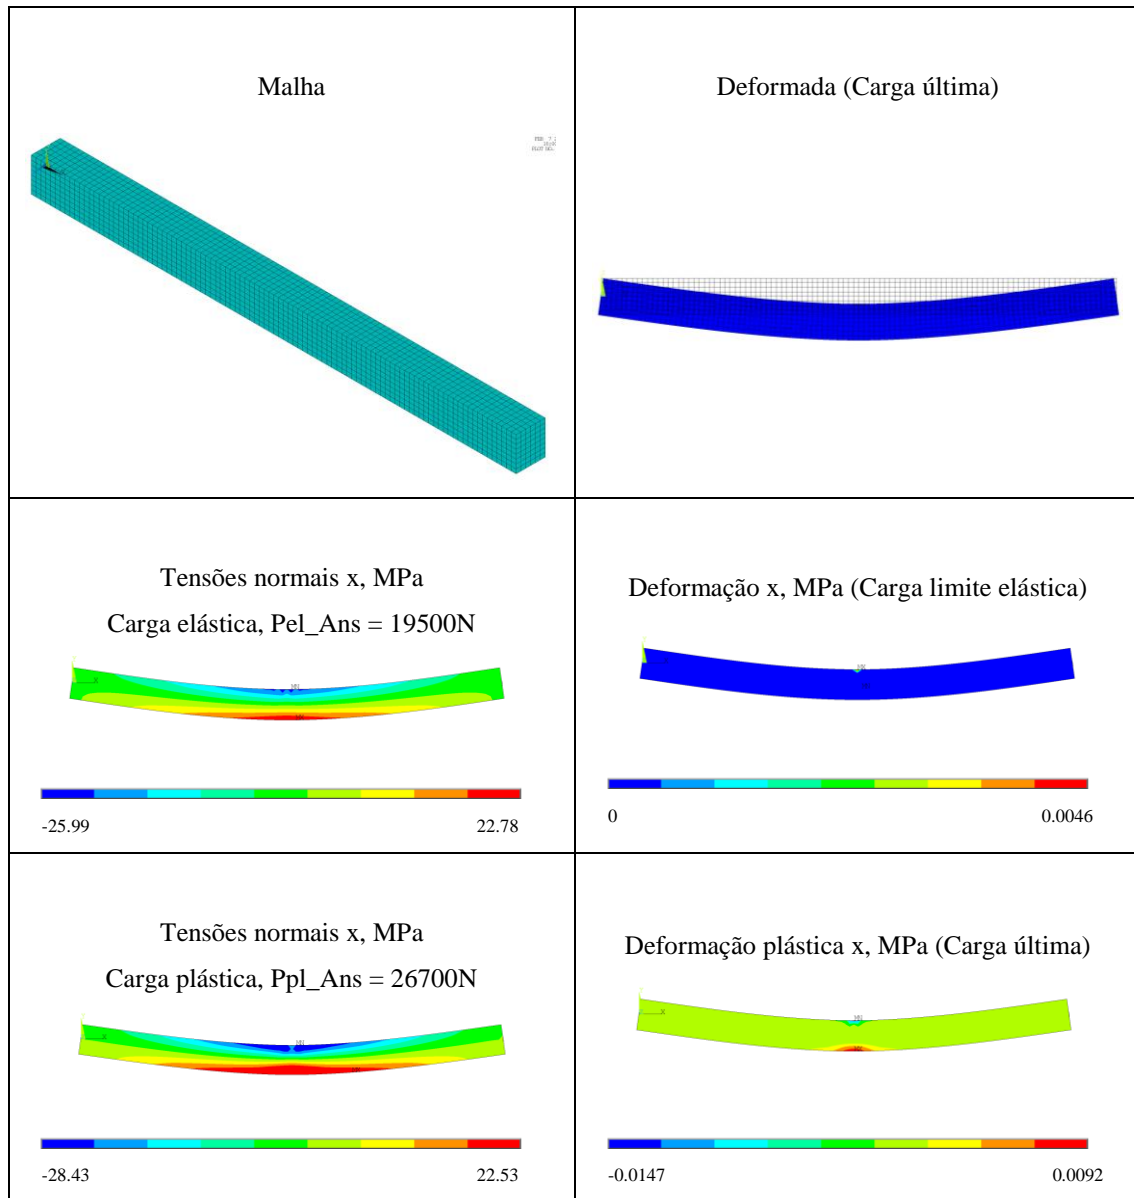 Malha
Deformada (Carga última)
Tensões normais x, MPa
Carga elástica, Pel_Ans = 19500N
-25.99
22.78
Deformação x, MPa (Carga limite elástica)
0
0.0046
Tensões normais x, MPa
Carga plástica, Ppl_Ans = 26700N
-28.43
22.53
Deformação plástica x, MPa (Carga última)
-0.0147
0.0092